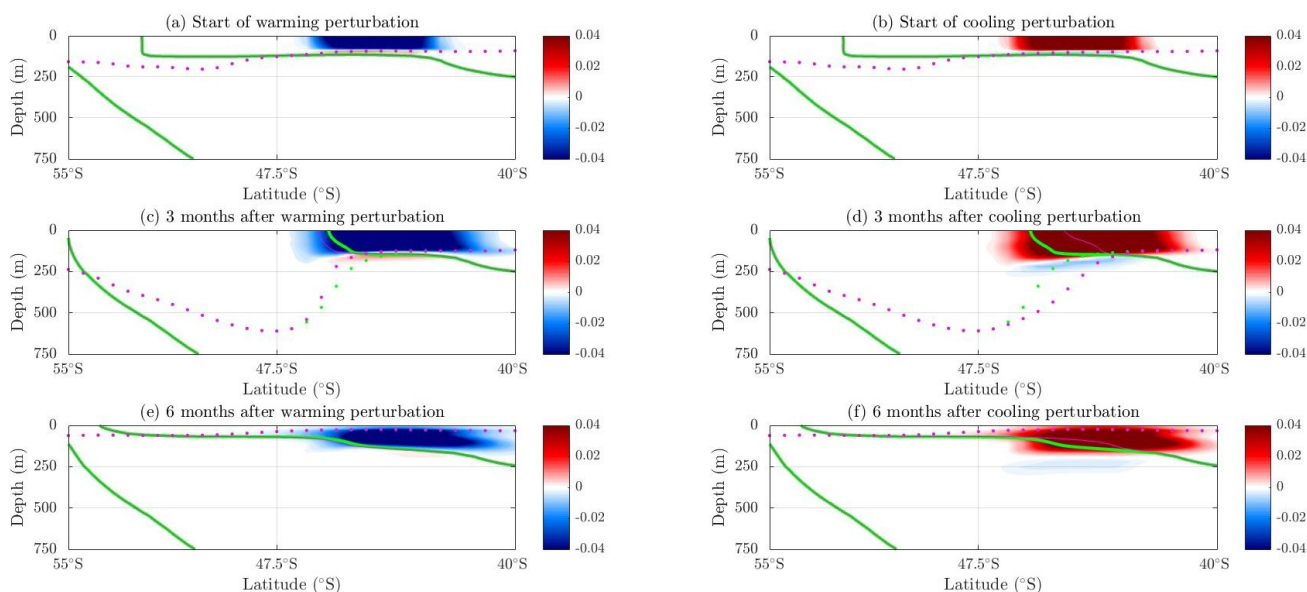 (a) Start of warming perturbation
0
250
500
750
Depth (m)
55°S
47.5°S
40°S
Latitude (°S)
0.04
0.02
0
-0.02
-0.04
(b) Start of cooling perturbation
0
250
500
750
Depth (m)
55°S
47.5°S
40°S
Latitude (°S)
0.04
0.02
0
-0.02
-0.04
(c) 3 months after warming perturbation
0
250
500
750
Depth (m)
55°S
47.5°S
40°S
Latitude (°S)
0.04
0.02
0
-0.02
-0.04
(d) 3 months after cooling perturbation
0
250
500
750
Depth (m)
55°S
47.5°S
40°S
Latitude (°S)
0.04
0.02
0
-0.02
-0.04
(e) 6 months after warming perturbation
0
250
500
750
Depth (m)
55°S
47.5°S
40°S
Latitude (°S)
0.04
0.02
0
-0.02
-0.04
(f) 6 months after cooling perturbation
0
250
500
750
Depth (m)
55°S
47.5°S
40°S
Latitude (°S)
0.04
0.02
0
-0.02
-0.04